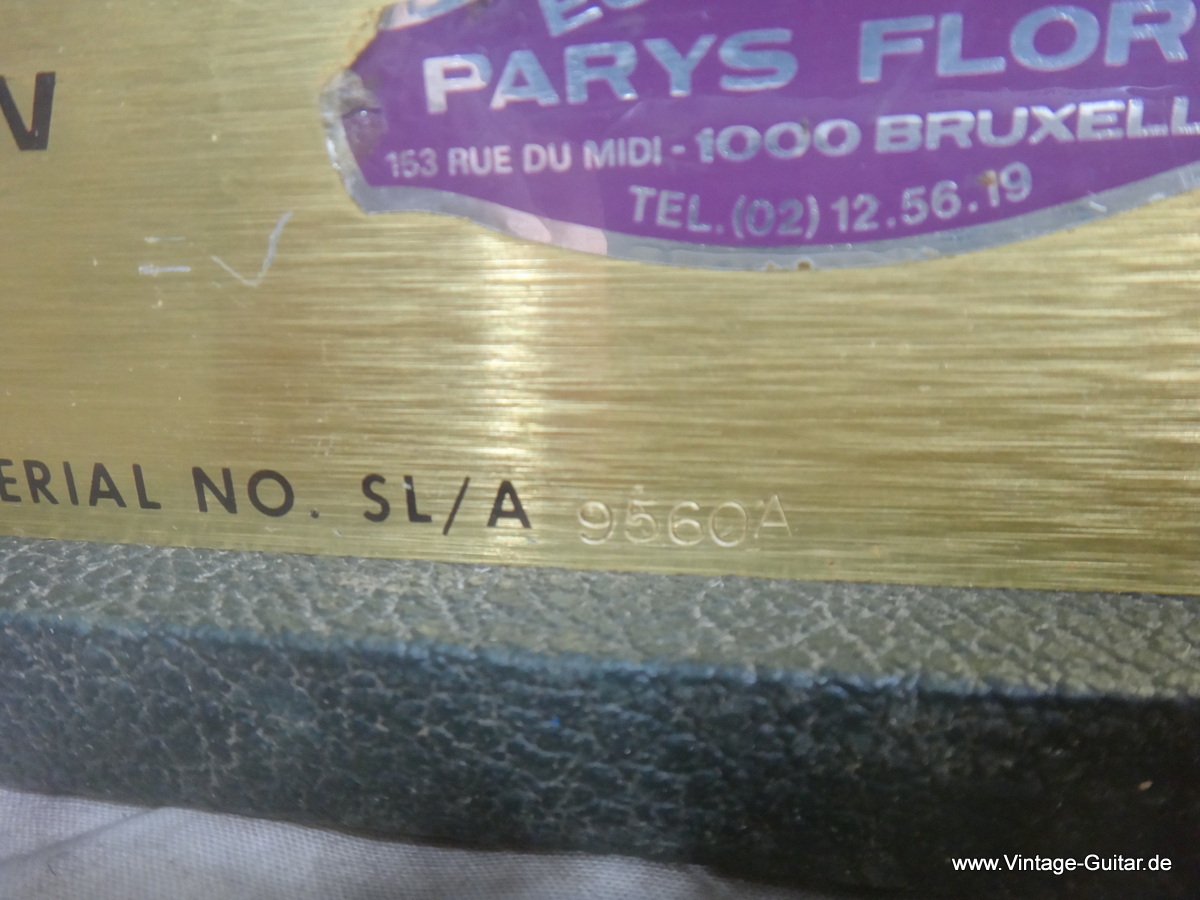 PARYS FLOR
153 RUE DU MIDI - 1000 BRUXELL
TEL. (02) 12.56.19
V
ERIAL NO. SL/A 9560A
www.Vintage-Guitar.de